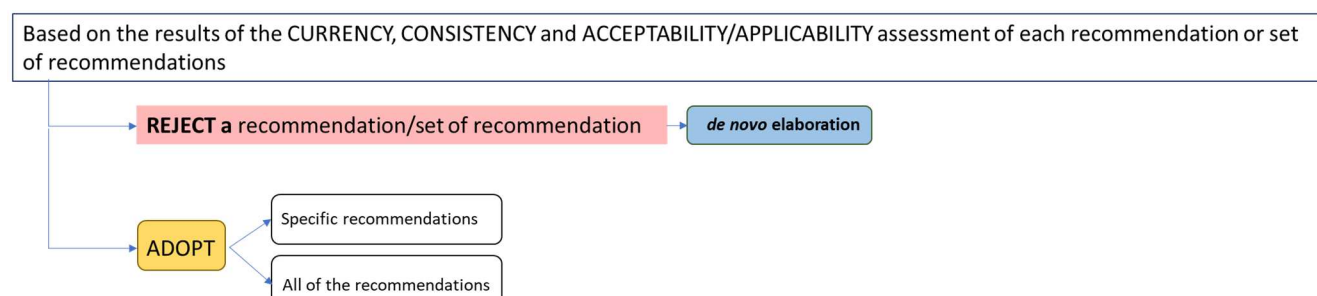 Based on the results of the CURRENCY, CONSISTENCY and ACCEPTABILITY/APPLICABILITY assessment of each recommendation or set
of recommendations
REJECT a recommendation/set of recommendation
de novo elaboration
Specific recommendations
ADOPT
All of the recommendations